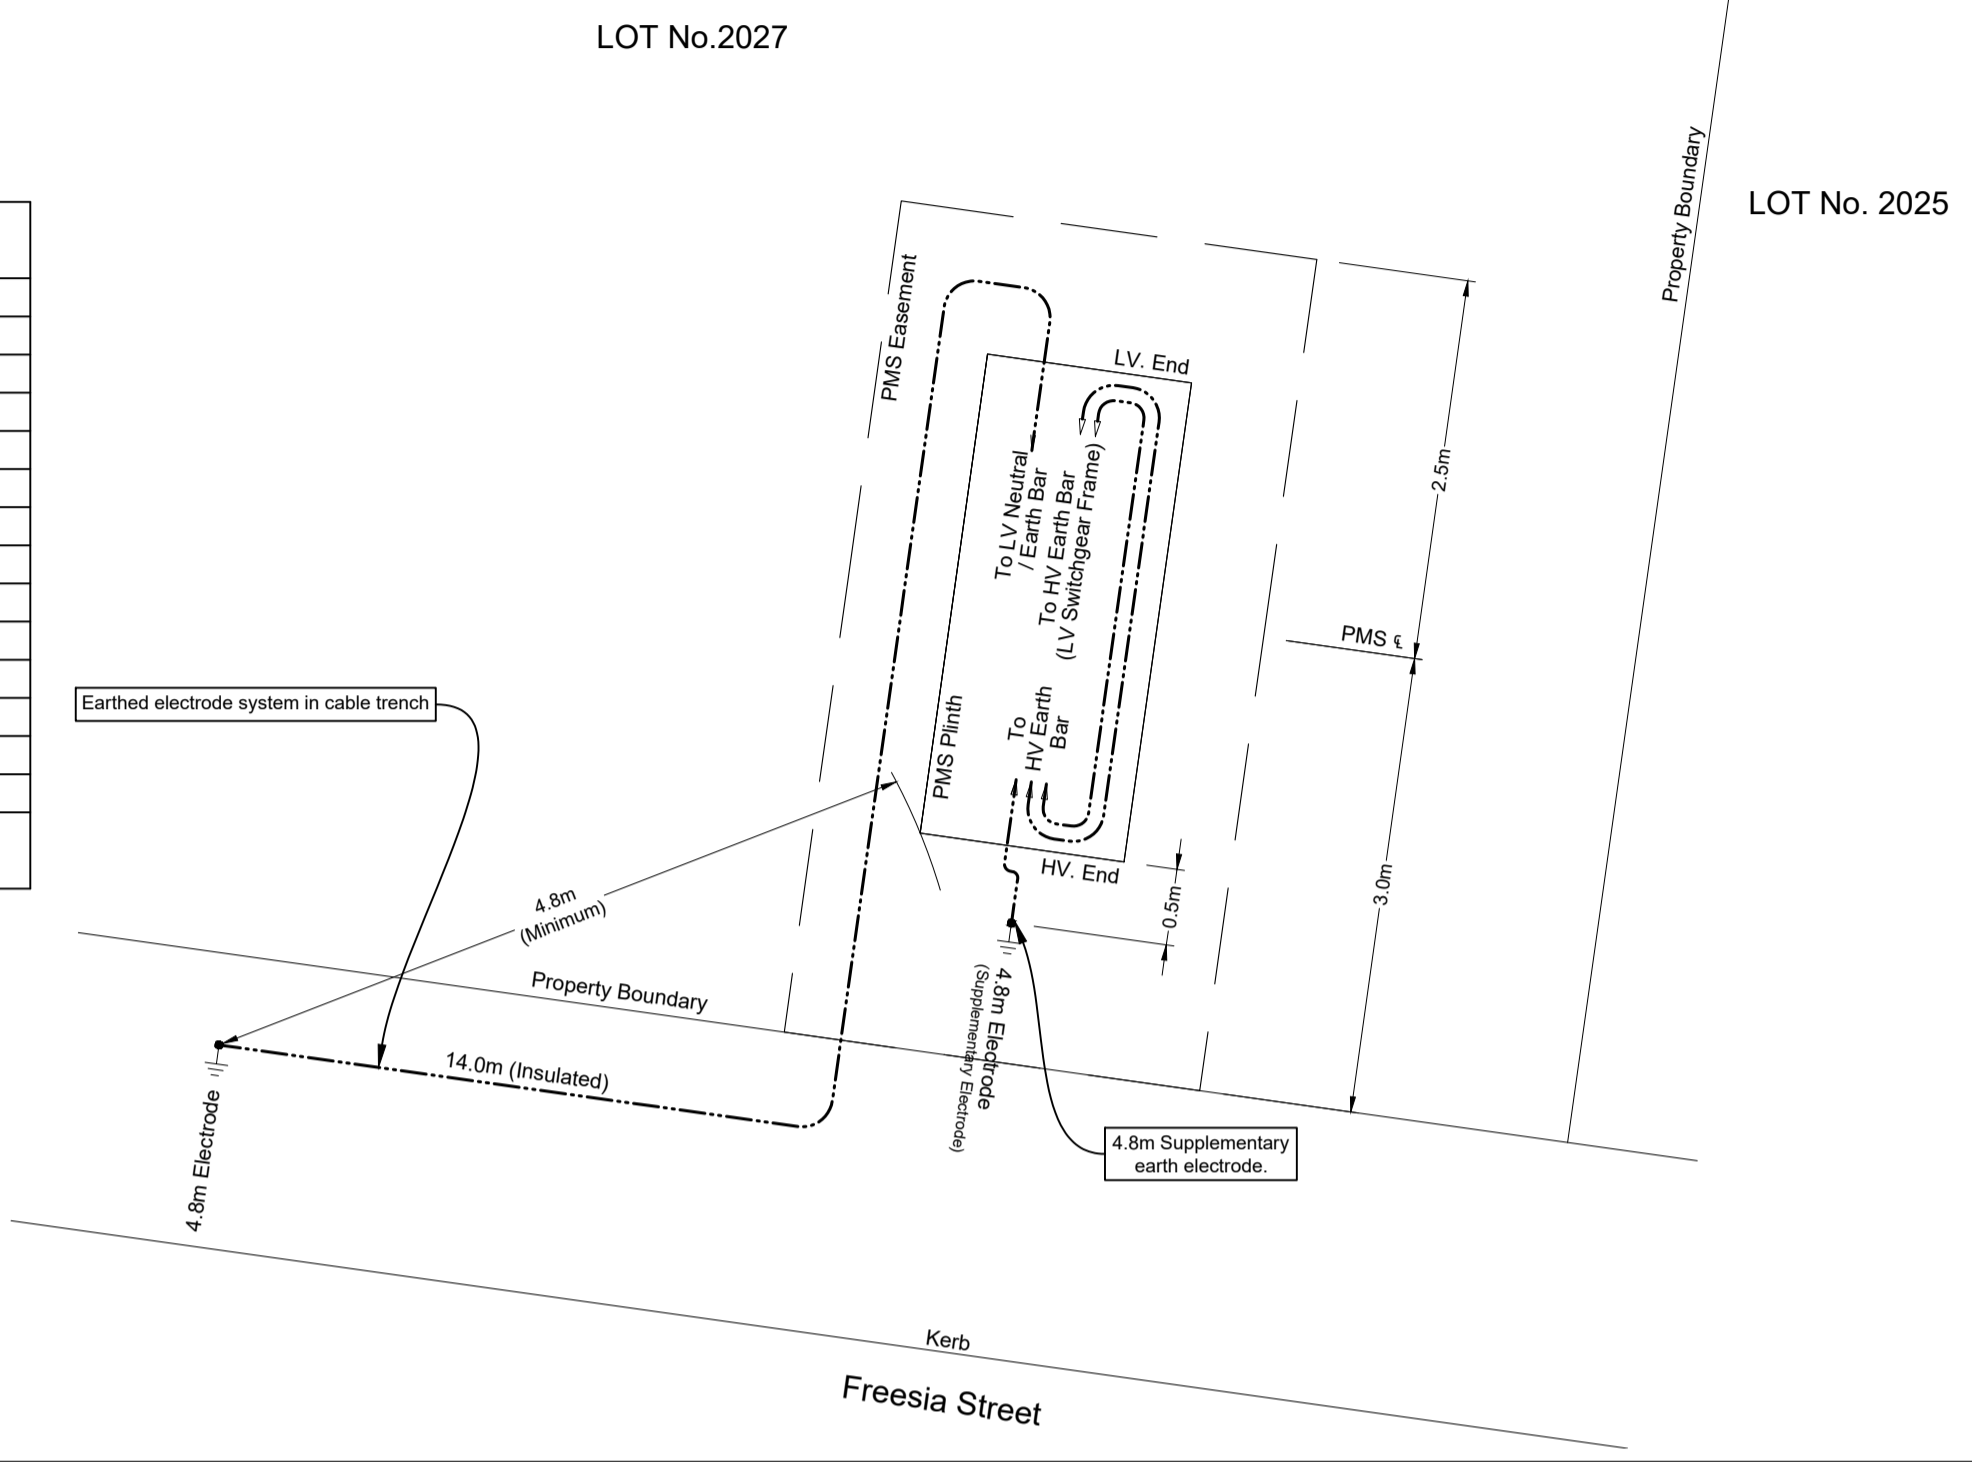 LOT No.2027
Property Boundary
LOT No. 2025
PMS Easement
LV. End
To LV Neutral
/ Earth Bar
To HV Earth Bar
(LV Switchgear Frame)
2.5m
PMS ℄
Earthed electrode system in cable trench
PMS Plinth
To
HV Earth
Bar
HV. End
0.5m
3.0m
4.8m
(Minimum)
Property Boundary
14.0m (Insulated)
4.8m Electrode
4.8m Electrode
(Supplementary Electrode)
4.8m Supplementary
earth electrode.
Kerb
Freesia Street